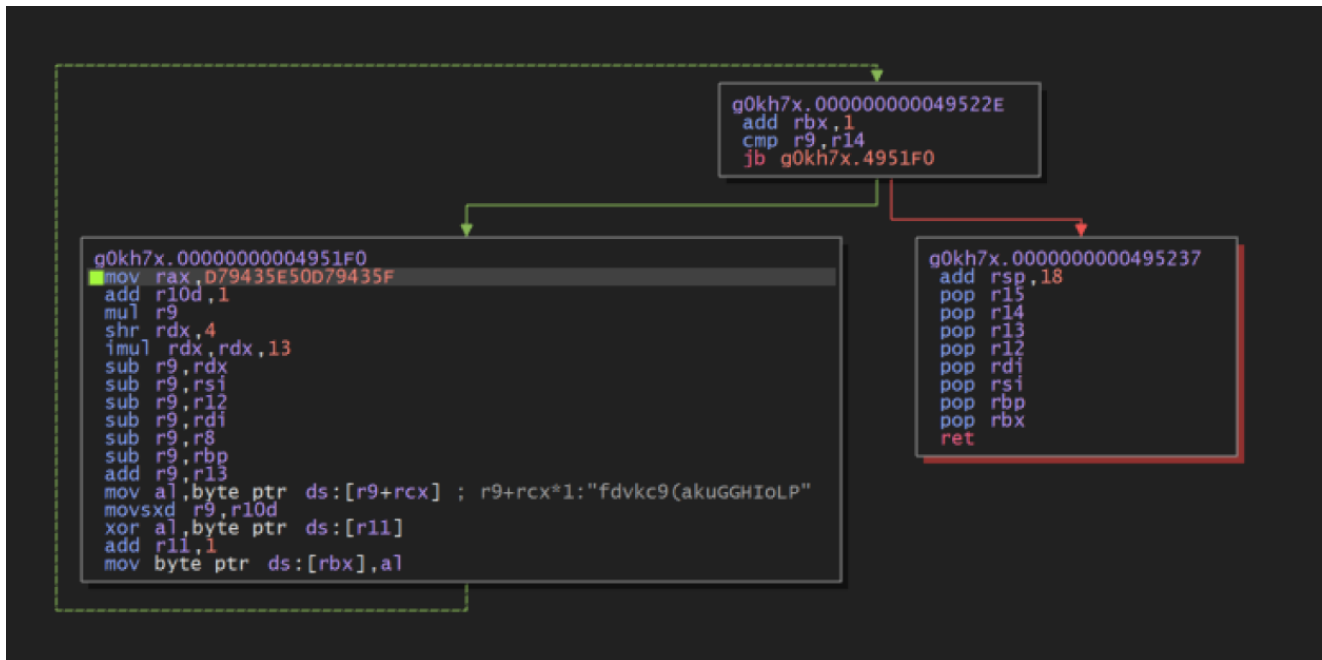 g0kh7x.000000000049522E
add rbx,1
cmp r9,r14
jb g0kh7x.4951F0
g0kh7x.00000000004951F0
mov rax,D79435E50D79435F
add r10d,1
mul r9
shr rdx,4
imul rdx,rdx,13
sub r9,rdx
sub r9,rsi
sub r9,r12
sub r9,rdi
sub r9,r8
sub r9,rbp
add r9,r13
mov al,byte ptr ds:[r9+rcx] ; r9+rcx*1:"fdvkc9(akuGGHIoLP"
movsxd r9,r10d
xor al,byte ptr ds:[r11]
add r11,1
mov byte ptr ds:[rbx],al
g0kh7x.0000000000495237
add rsp,18
pop r15
pop r14
pop r13
pop r12
pop rdi
pop rsi
pop rbp
pop rbx
ret